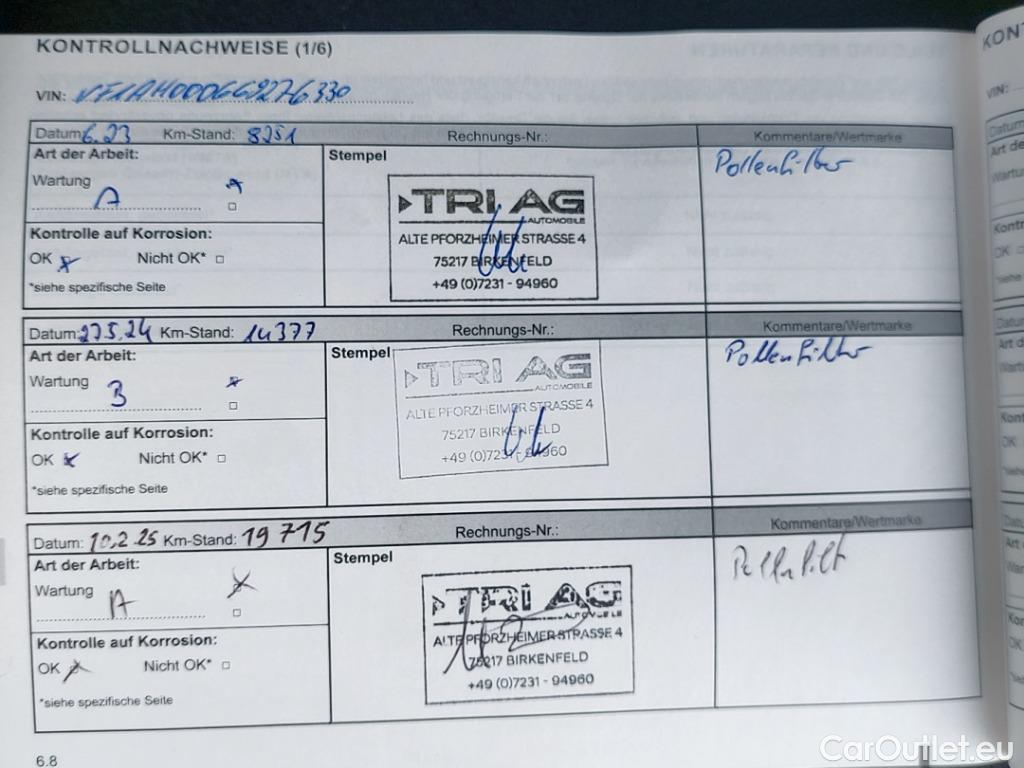 KONTROLLNACHWEISE (1/6)
VIN: VF1AH000668276330
Datum: 6.23 Km-Stand: 8251 Rechnungs-Nr.: Kommentare/Wertmarke
Art der Arbeit: Stempel Pollenfilter
Wartung A
TRI AG
AUTOMOBILE
ALTE PFORZHEIMER STRASSE 4
75217 BIRKENFELD
+49 (0)7231 - 94960
Kontrolle auf Korrosion:
OK Nicht OK*
*siehe spezifische Seite
Datum: 27.5.24 Km-Stand: 14377 Rechnungs-Nr.: Kommentare/Wertmarke
Art der Arbeit: Stempel Pollenfilter
Wartung B
TRI AG
AUTOMOBILE
ALTE PFORZHEIMER STRASSE 4
75217 BIRKENFELD
+49 (0)7231 - 94960
Kontrolle auf Korrosion:
OK Nicht OK*
*siehe spezifische Seite
Datum: 10.2.25 Km-Stand: 19715 Rechnungs-Nr.: Kommentare/Wertmarke
Art der Arbeit: Stempel
Wartung A
TRI AG
AUTOMOBILE
ALTE PFORZHEIMER STRASSE 4
75217 BIRKENFELD
+49 (0)7231 - 94960
Kontrolle auf Korrosion:
OK Nicht OK*
*siehe spezifische Seite
6.8
CarOutlet.eu